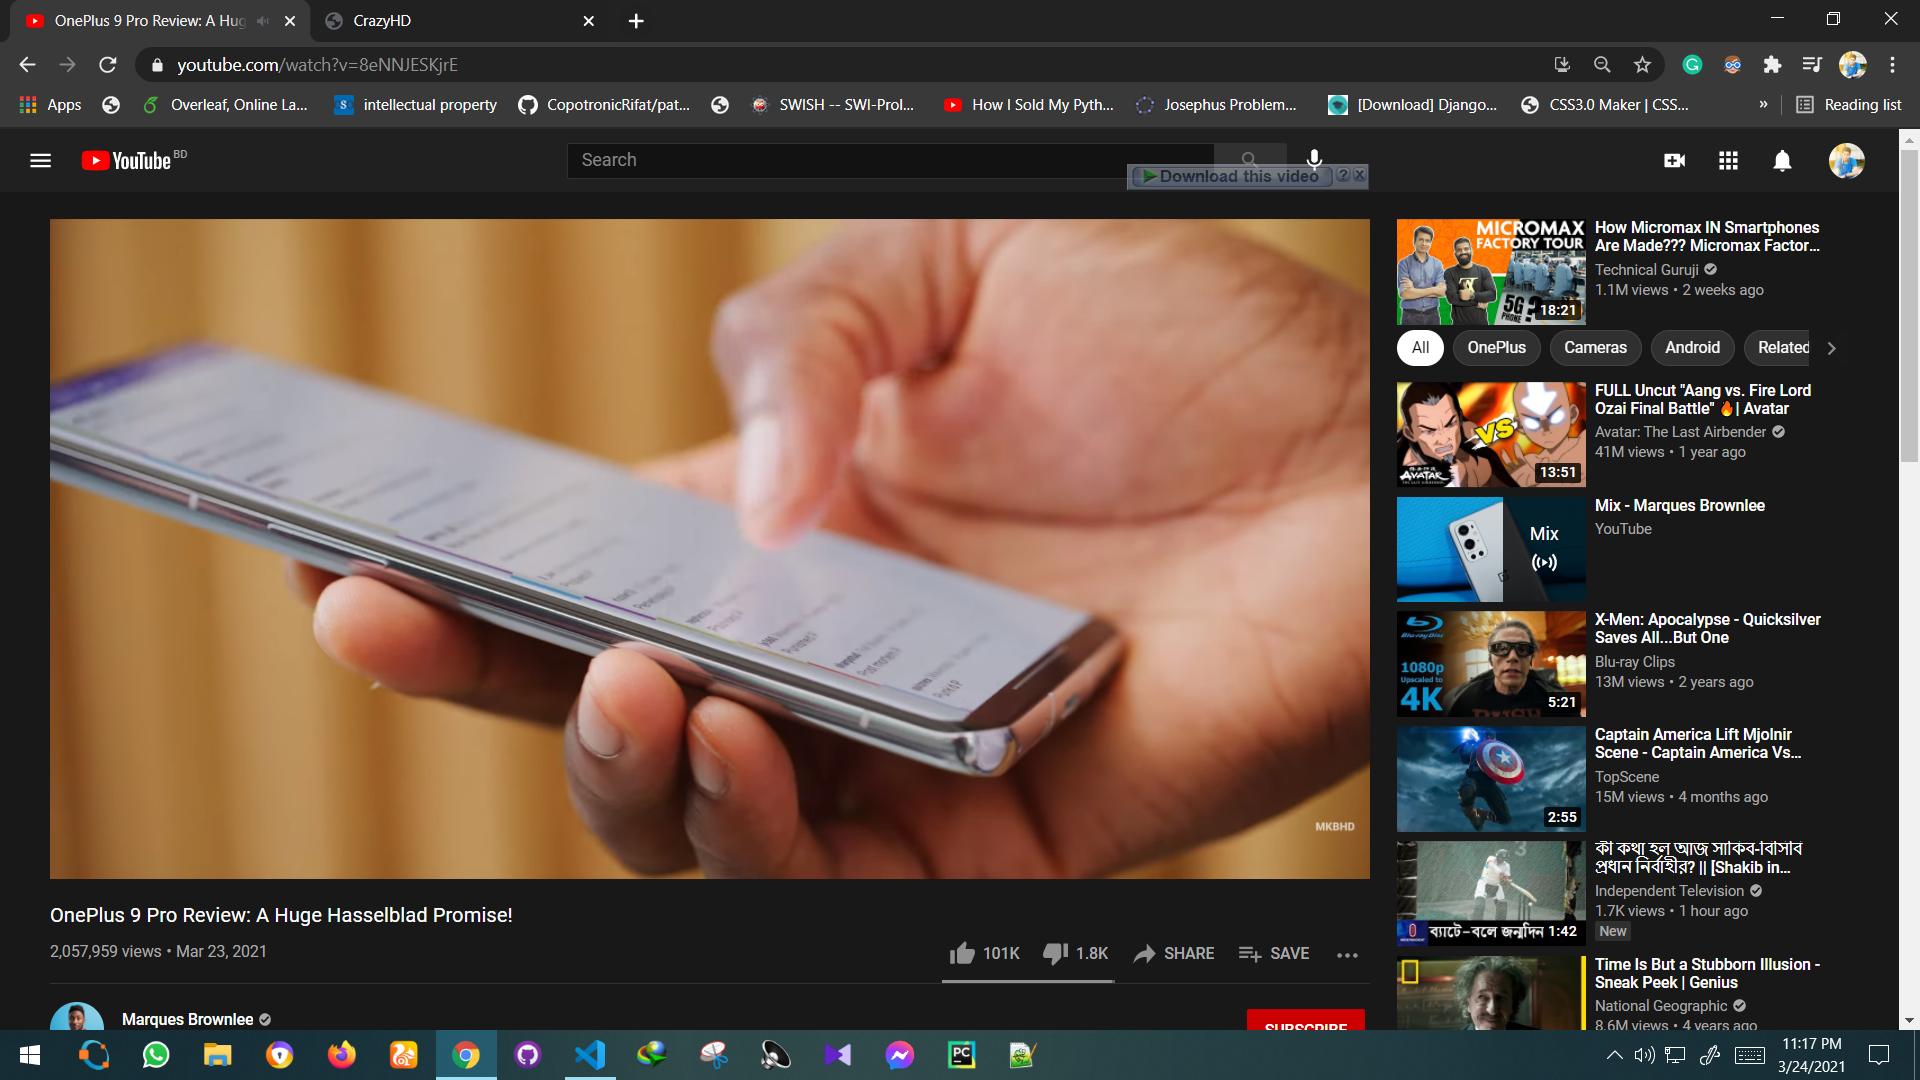 OnePlus 9 Pro Review: A Hug
CrazyHD
youtube.com/watch?v=8eNNJESKjrE
Apps
Overleaf, Online La...
intellectual property
CopotronicRifat/pat...
SWISH -- SWI-Prol...
How I Sold My Pyth...
Josephus Problem...
[Download] Django...
CSS3.0 Maker | CSS...
»
Reading list
YouTube BD
Search
Download this video
MICROMAX
FACTORY TOUR
5G ?
PHONE
18:21
How Micromax IN Smartphones
Are Made??? Micromax Factor...
Technical Guruji
1.1M views • 2 weeks ago
All
OnePlus
Cameras
Android
Related
VS
AVATAR
13:51
FULL Uncut "Aang vs. Fire Lord
Ozai Final Battle" 🔥| Avatar
Avatar: The Last Airbender
41M views • 1 year ago
Mix
Mix - Marques Brownlee
YouTube
Blu-ray Disc
1080p
Upscaled to
4K
5:21
X-Men: Apocalypse - Quicksilver
Saves All...But One
Blu-ray Clips
13M views • 2 years ago
2:55
Captain America Lift Mjolnir
Scene - Captain America Vs...
TopScene
15M views • 4 months ago
ব্যাটে-বলে জন্মদিন 1:42
কী কথা হল আজ সাকিব-বিসিবি
প্রধান নির্বাহীর? || [Shakib in...
Independent Television
1.7K views • 1 hour ago
New
Time Is But a Stubborn Illusion -
Sneak Peek | Genius
National Geographic
8.6M views • 4 years ago
MKBHD
OnePlus 9 Pro Review: A Huge Hasselblad Promise!
2,057,959 views • Mar 23, 2021
101K
1.8K
SHARE
SAVE
Marques Brownlee
SUBSCRIBE
11:17 PM
3/24/2021